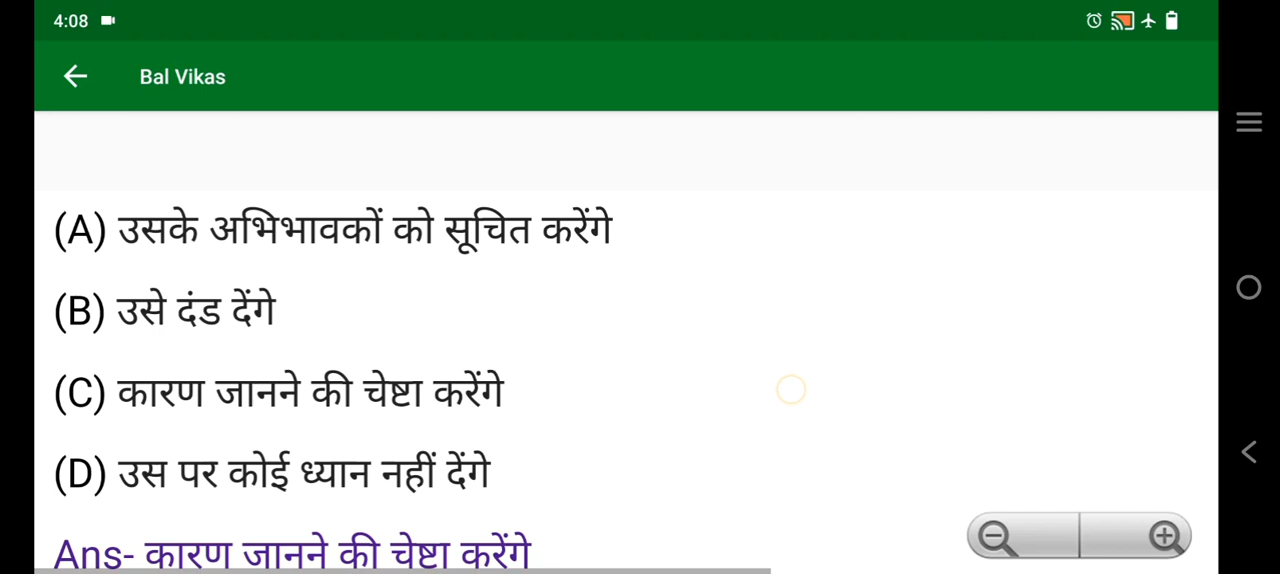 4:08
Bal Vikas
(A) उसके अभिभावकों को सूचित करेंगे
(B) उसे दंड देंगे
(C) कारण जानने की चेष्टा करेंगे
(D) उस पर कोई ध्यान नहीं देंगे
Ans- कारण जानने की चेष्टा करेंगे